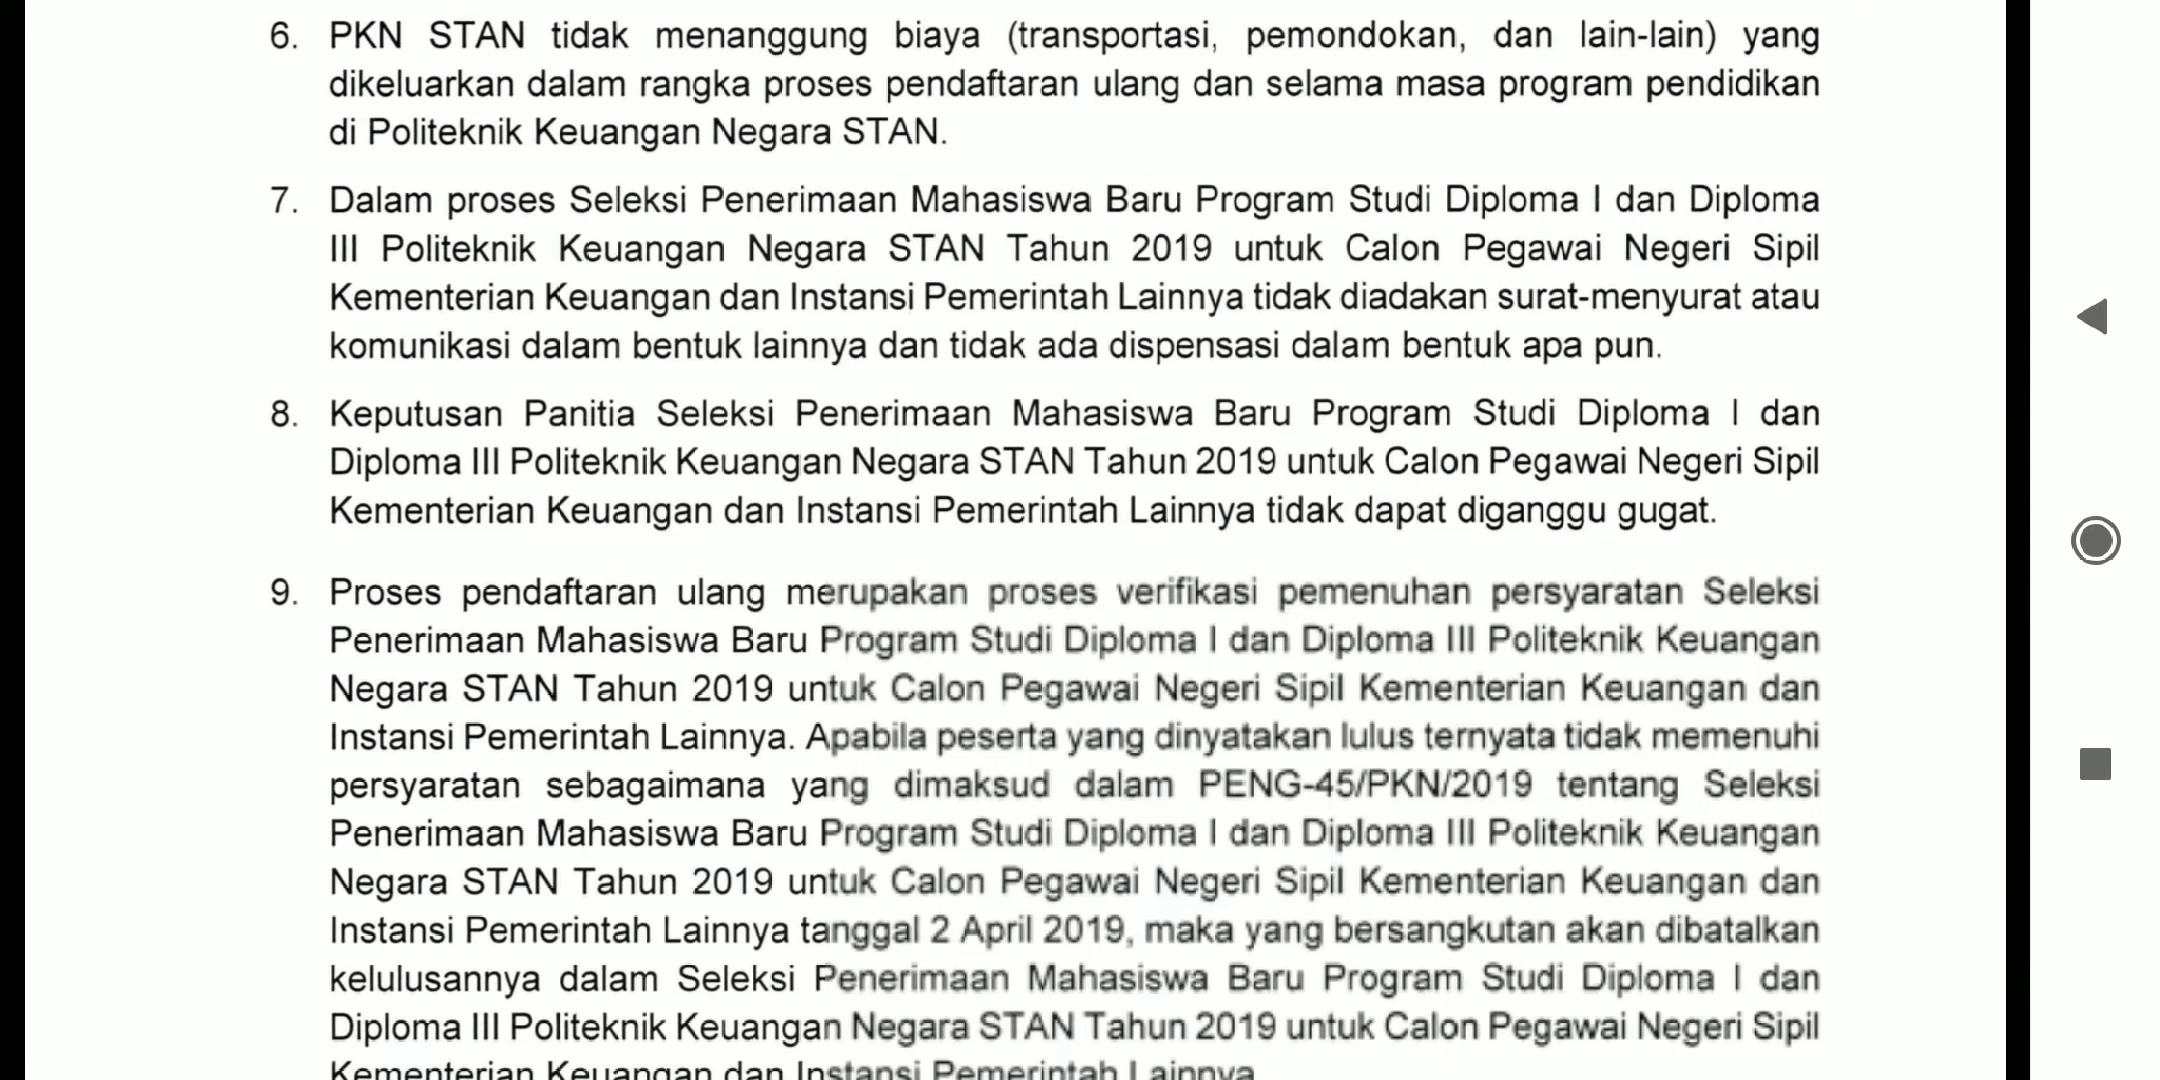 6. PKN STAN tidak menanggung biaya (transportasi, pemondokan, dan lain-lain) yang
dikeluarkan dalam rangka proses pendaftaran ulang dan selama masa program pendidikan
di Politeknik Keuangan Negara STAN.
7. Dalam proses Seleksi Penerimaan Mahasiswa Baru Program Studi Diploma I dan Diploma
III Politeknik Keuangan Negara STAN Tahun 2019 untuk Calon Pegawai Negeri Sipil
Kementerian Keuangan dan Instansi Pemerintah Lainnya tidak diadakan surat-menyurat atau
komunikasi dalam bentuk lainnya dan tidak ada dispensasi dalam bentuk apa pun.
8. Keputusan Panitia Seleksi Penerimaan Mahasiswa Baru Program Studi Diploma I dan
Diploma III Politeknik Keuangan Negara STAN Tahun 2019 untuk Calon Pegawai Negeri Sipil
Kementerian Keuangan dan Instansi Pemerintah Lainnya tidak dapat diganggu gugat.
9. Proses pendaftaran ulang merupakan proses verifikasi pemenuhan persyaratan Seleksi
Penerimaan Mahasiswa Baru Program Studi Diploma I dan Diploma III Politeknik Keuangan
Negara STAN Tahun 2019 untuk Calon Pegawai Negeri Sipil Kementerian Keuangan dan
Instansi Pemerintah Lainnya. Apabila peserta yang dinyatakan lulus ternyata tidak memenuhi
persyaratan sebagaimana yang dimaksud dalam PENG-45/PKN/2019 tentang Seleksi
Penerimaan Mahasiswa Baru Program Studi Diploma I dan Diploma III Politeknik Keuangan
Negara STAN Tahun 2019 untuk Calon Pegawai Negeri Sipil Kementerian Keuangan dan
Instansi Pemerintah Lainnya tanggal 2 April 2019, maka yang bersangkutan akan dibatalkan
kelulusannya dalam Seleksi Penerimaan Mahasiswa Baru Program Studi Diploma I dan
Diploma III Politeknik Keuangan Negara STAN Tahun 2019 untuk Calon Pegawai Negeri Sipil
Kementerian Keuangan dan Instansi Pemerintah Lainnya